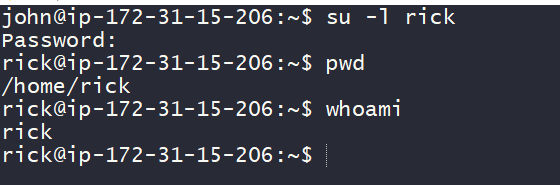 john@ip-172-31-15-206:~$ su -l rick
Password:
rick@ip-172-31-15-206:~$ pwd
/home/rick
rick@ip-172-31-15-206:~$ whoami
rick
rick@ip-172-31-15-206:~$